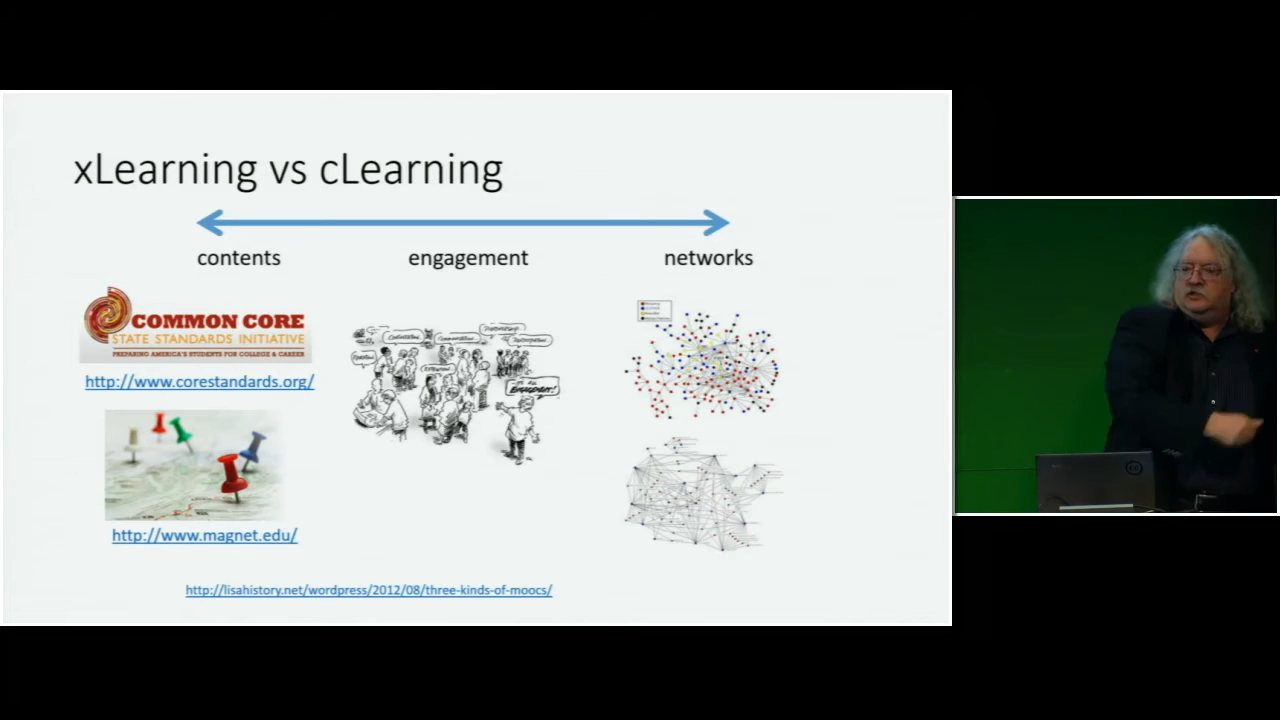 xLearning vs cLearning
contents
engagement
networks
COMMON CORE
STATE STANDARDS INITIATIVE
PREPARING AMERICA'S STUDENTS FOR COLLEGE & CAREER
http://www.corestandards.org/
http://www.magnet.edu/
http://lisahistory.net/wordpress/2012/08/three-kinds-of-moocs/